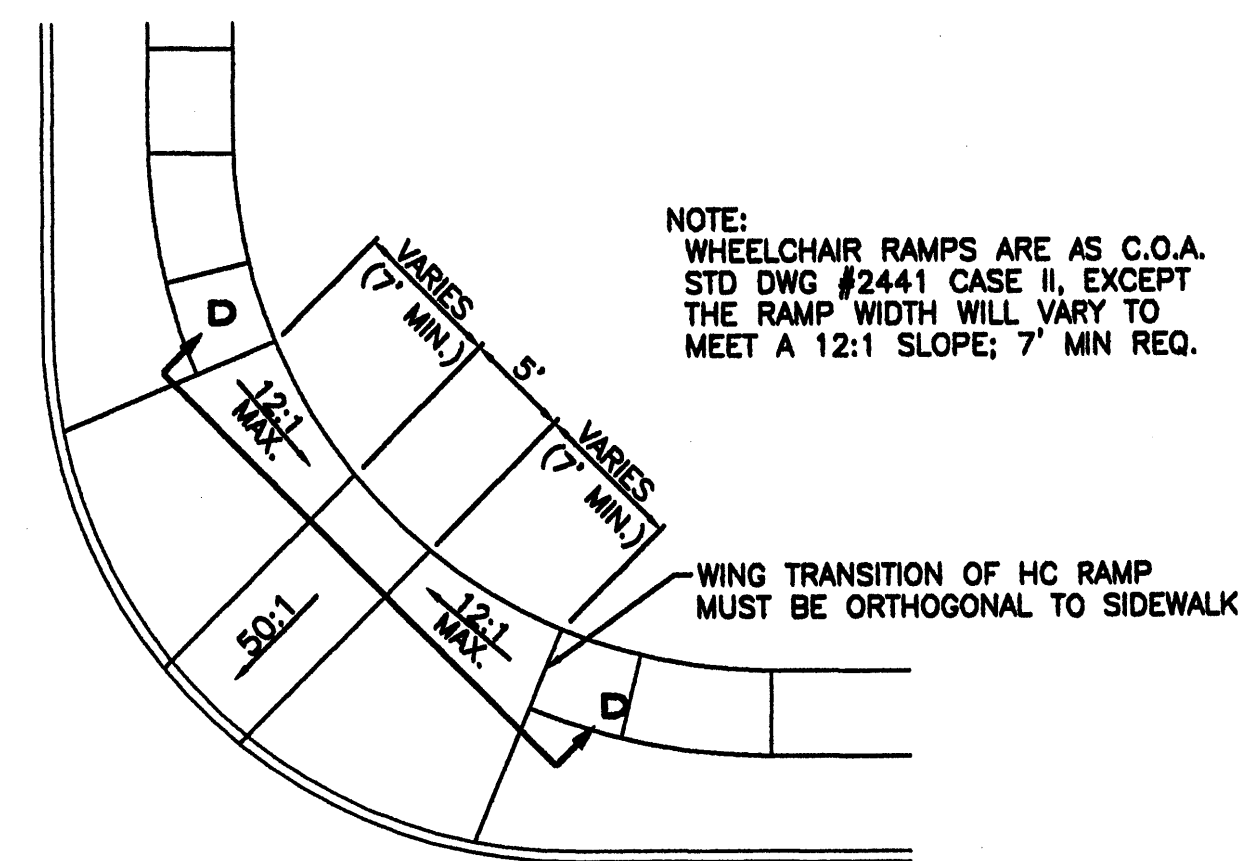 NOTE:
WHEELCHAIR RAMPS ARE AS C.O.A.
STD DWG #2441 CASE II, EXCEPT
THE RAMP WIDTH WILL VARY TO
MEET A 12:1 SLOPE; 7' MIN REQ.
VARIES
(7' MIN.)
5'
VARIES
(7' MIN.)
D
12:1
MAX.
WING TRANSITION OF HC RAMP
MUST BE ORTHOGONAL TO SIDEWALK
50:1
12:1
MAX.
D